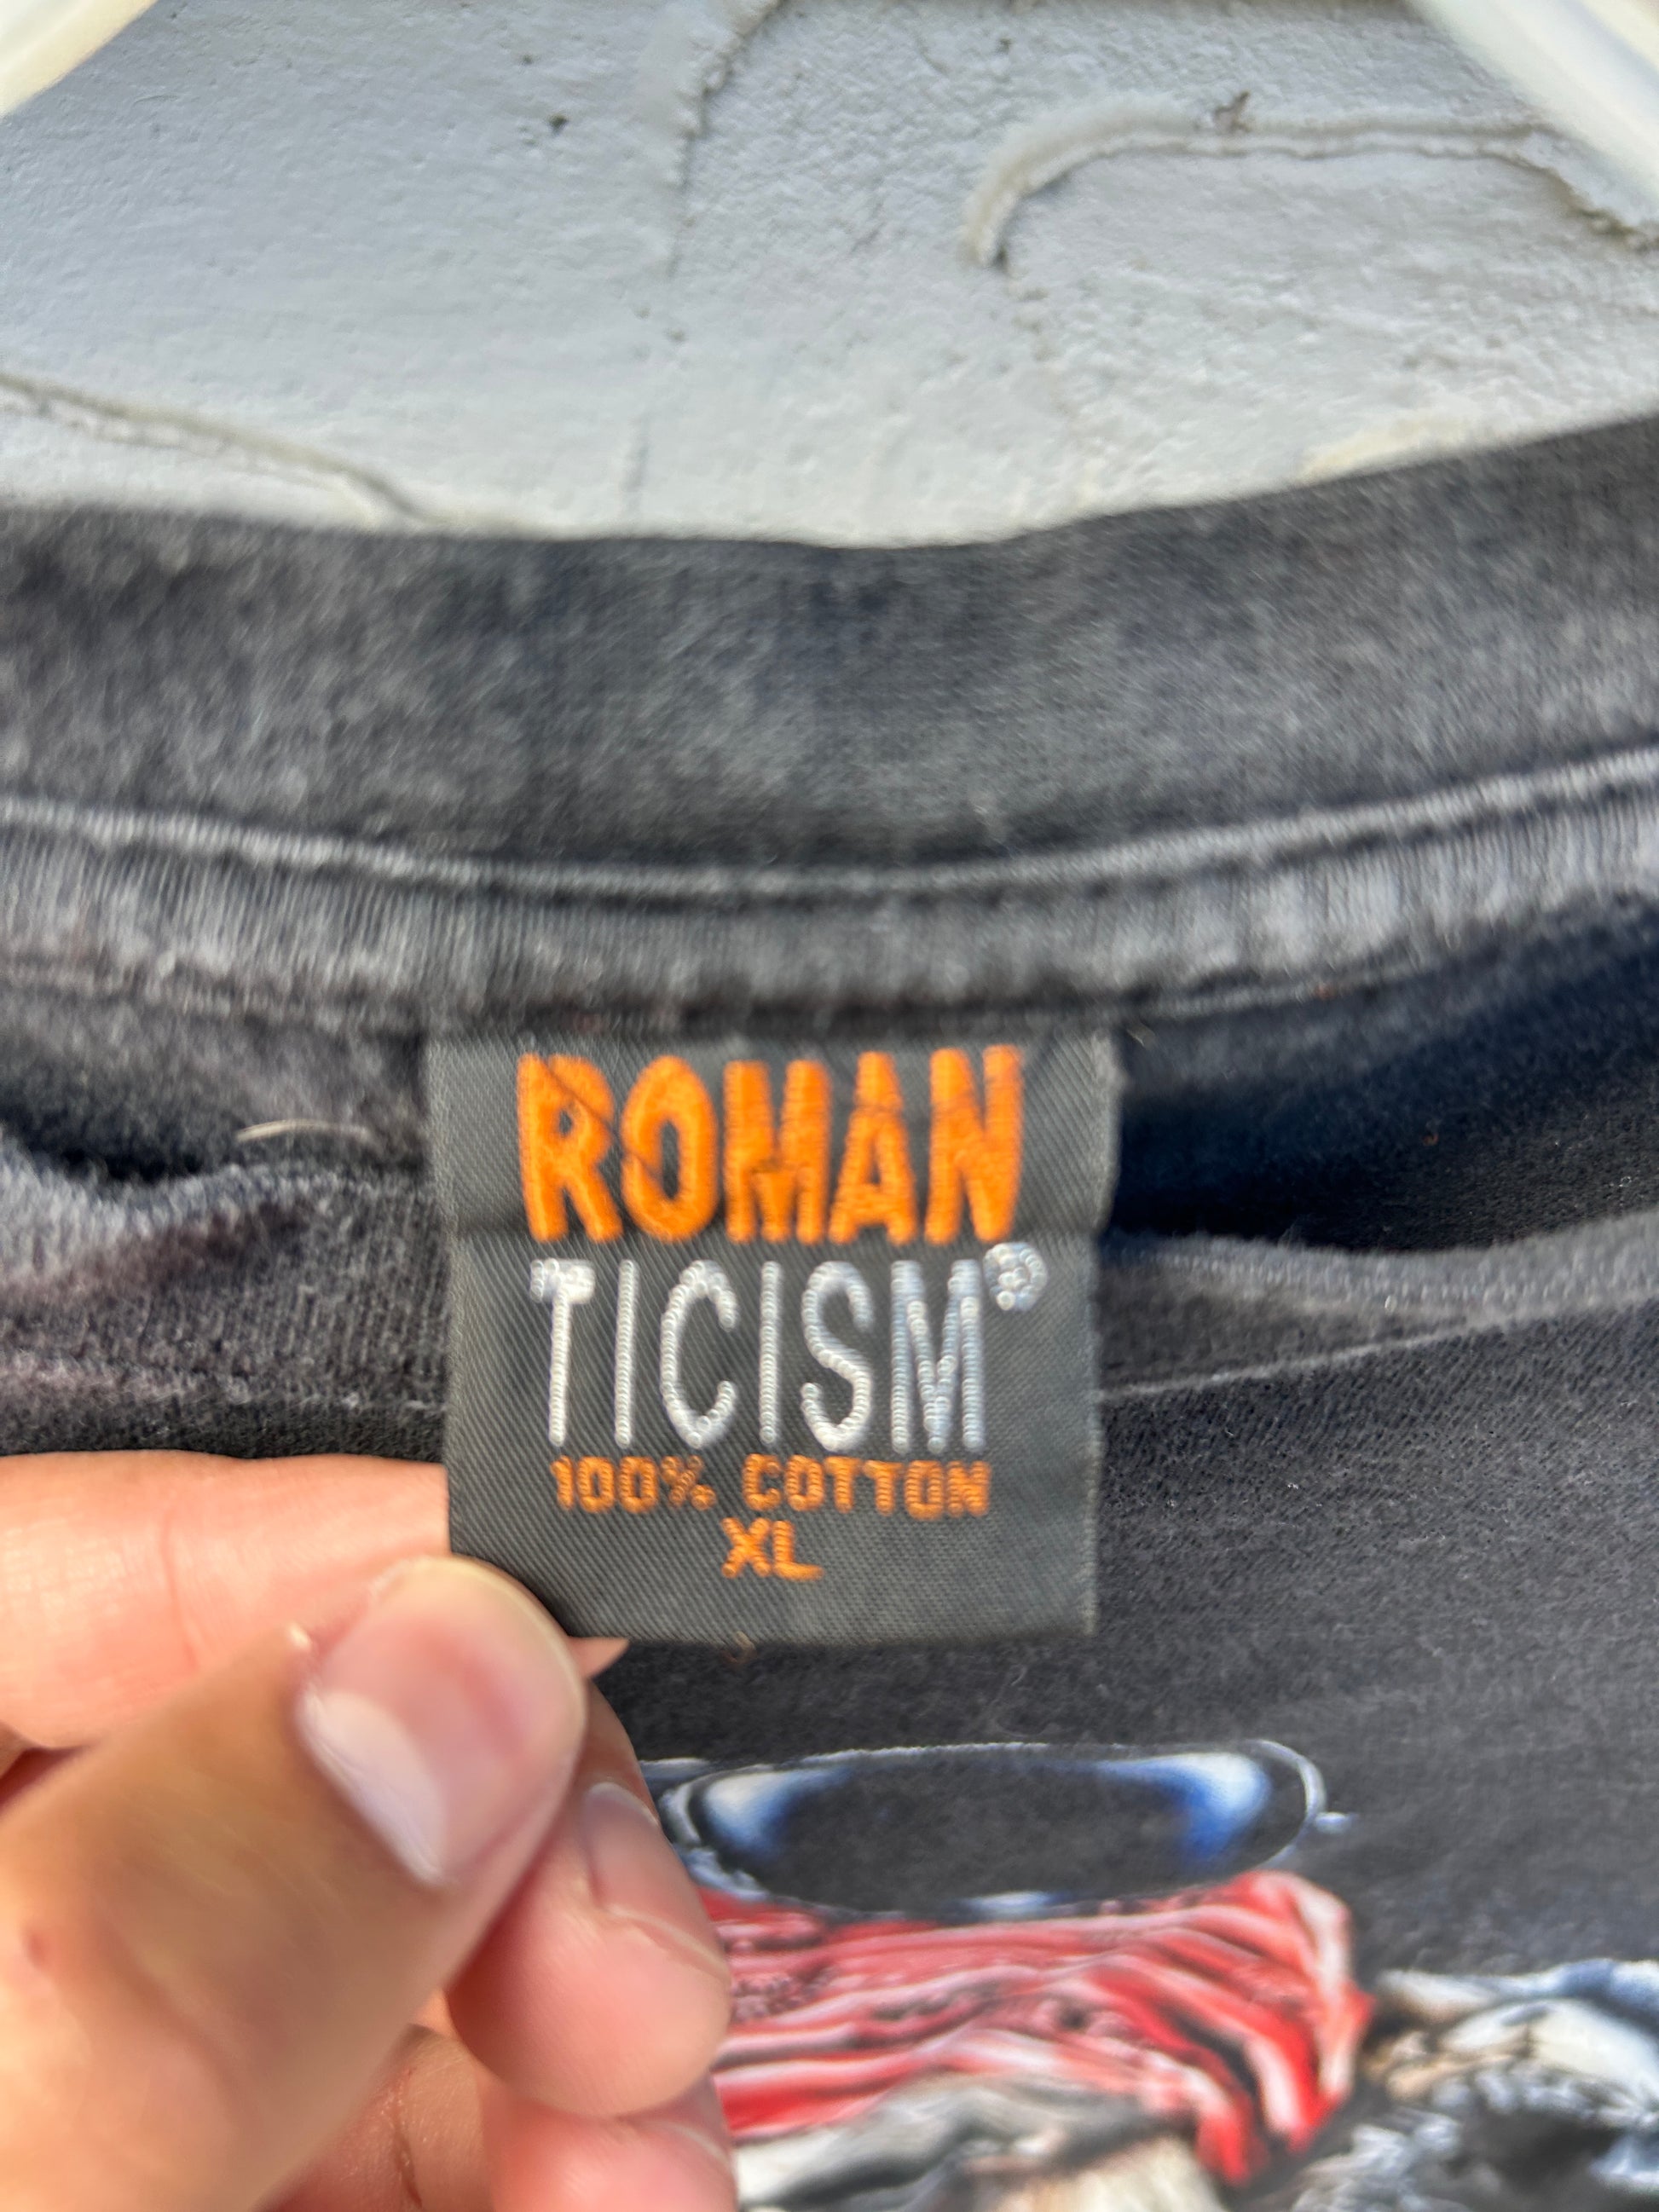 ROMAN
TICISM®
100% COTTON
XL